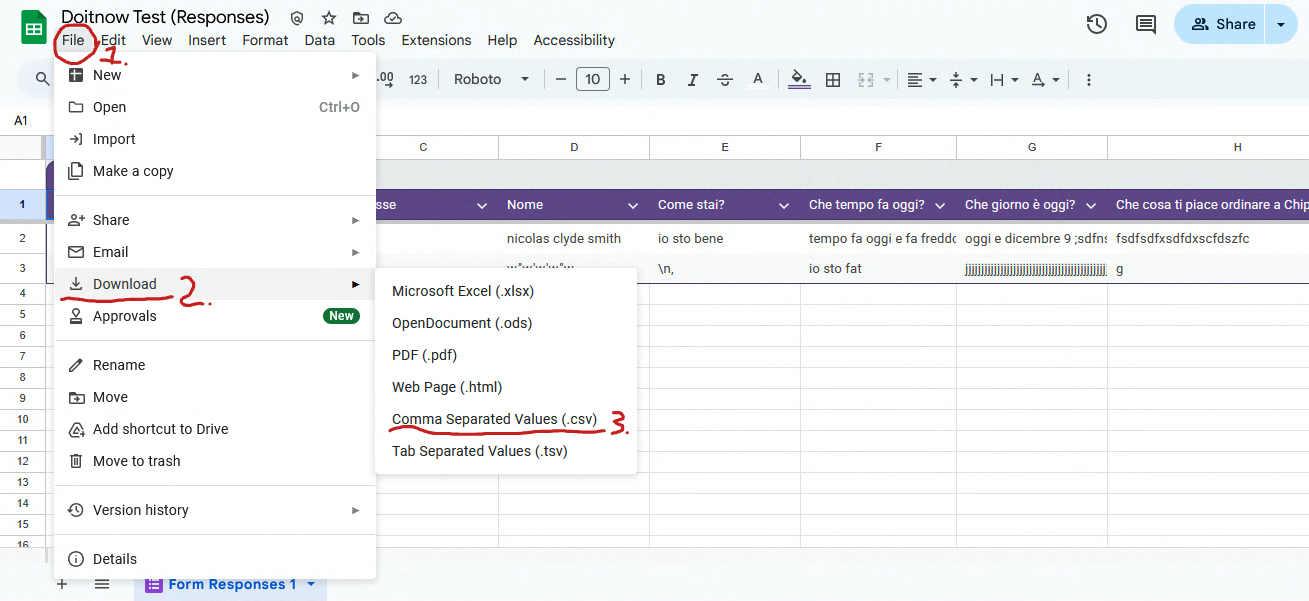 Doitnow Test (Responses)
File Edit View Insert Format Data Tools Extensions Help Accessibility
Share
1.
New
.00 123 Roboto 10 B I S A A
Open Ctrl+O
A1
Import
C D E F G H
Make a copy
1 sse Nome Come stai? Che tempo fa oggi? Che giorno è oggi? Che cosa ti piace ordinare a Chip
Share
2 nicolas clyde smith io sto bene tempo fa oggi e fa freddo oggi e dicembre 9 ;sdfns fsdfsdfxsdfdxscfdszfc
Email
3 \n, io sto fat g
Download 2.
Microsoft Excel (.xlsx)
4
Approvals New
5
OpenDocument (.ods)
6
PDF (.pdf)
7
Rename
8
Web Page (.html)
Move
9
Comma Separated Values (.csv) 3.
10
Add shortcut to Drive
11
Tab Separated Values (.tsv)
Move to trash
12
13
14
Version history
15
16
Details
Form Responses 1